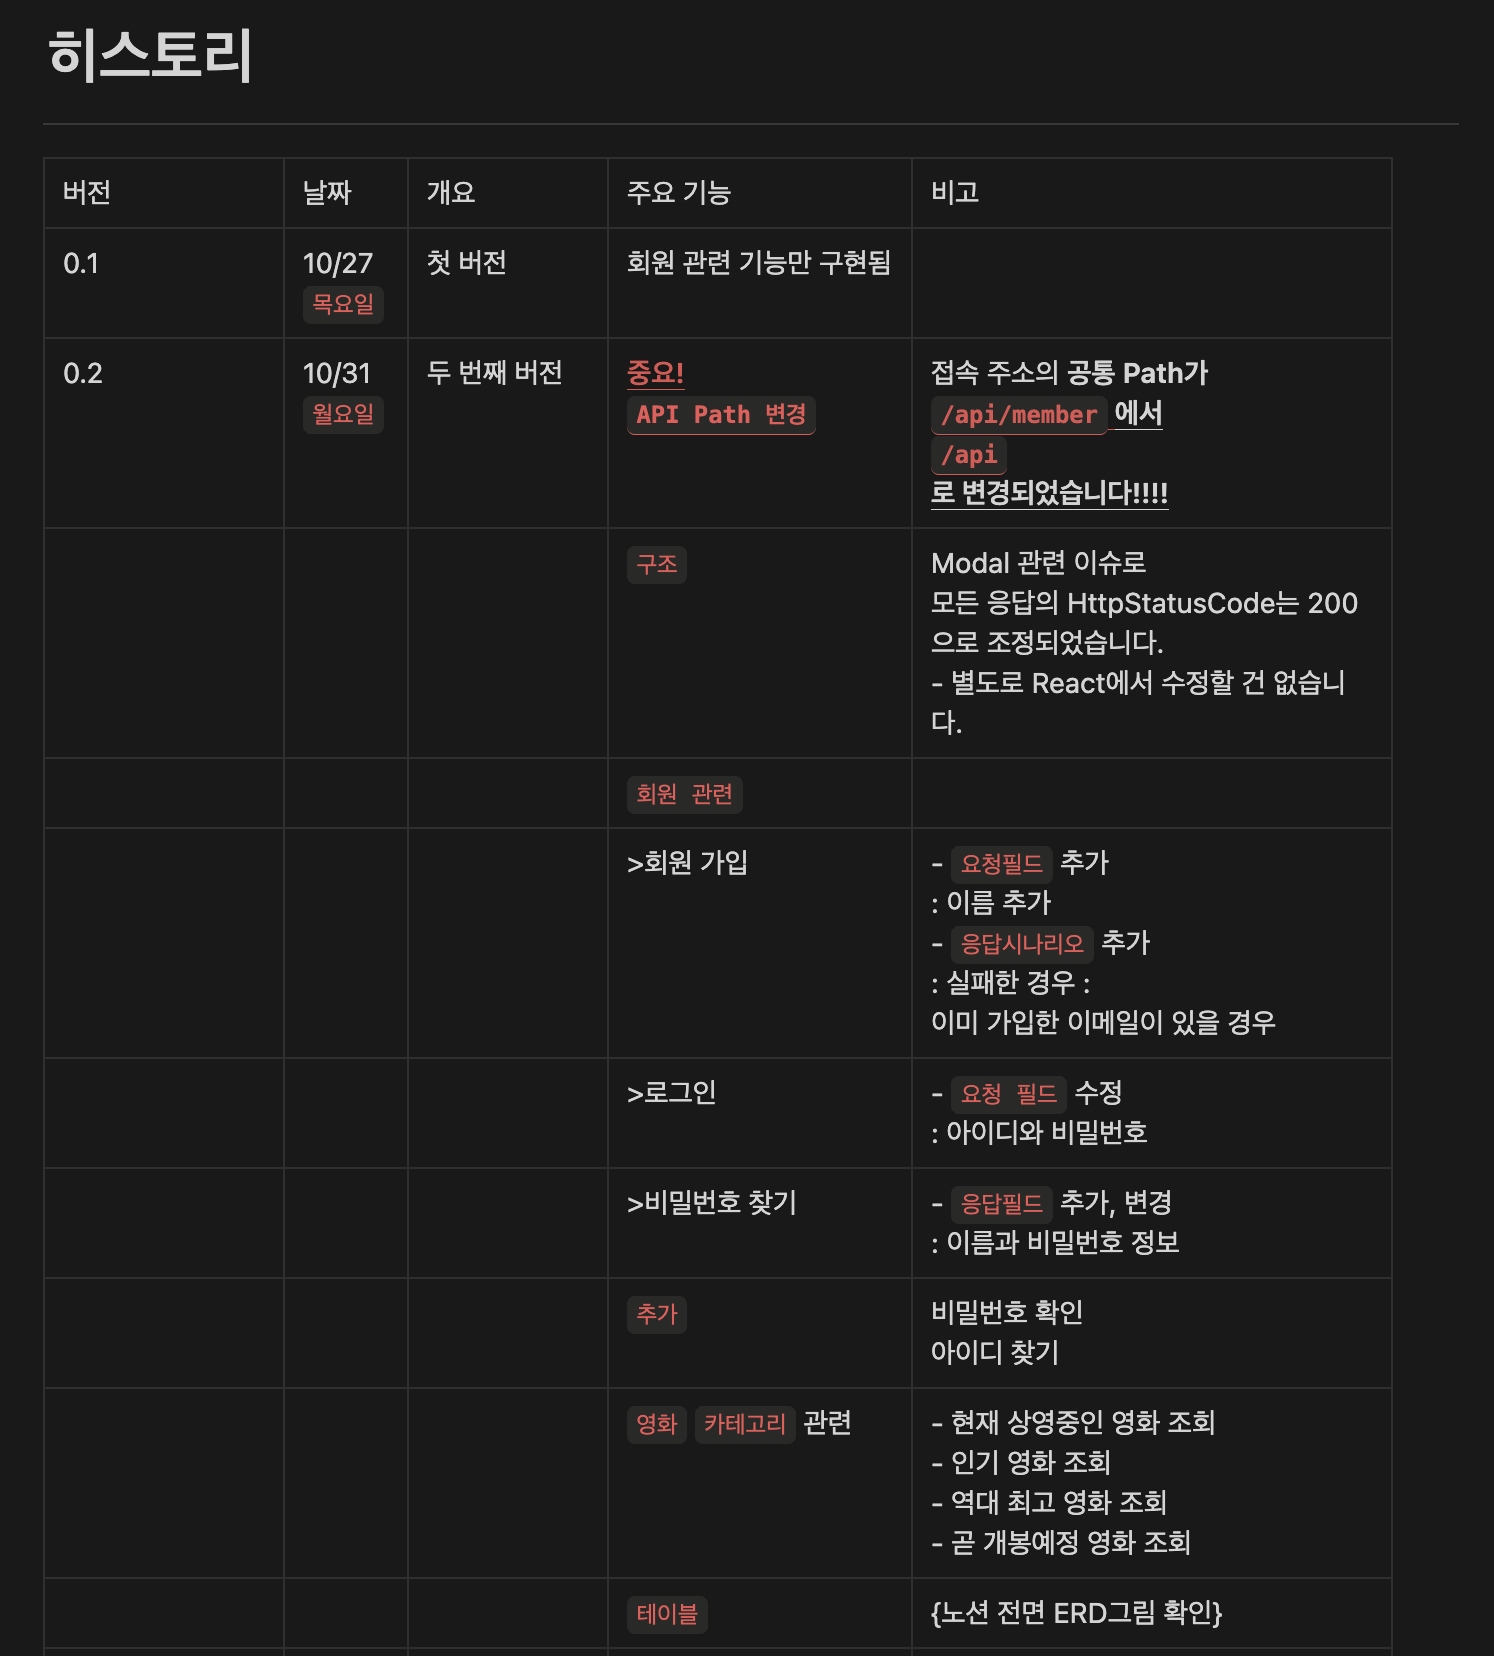 히스토리
버전 날짜 개요 주요 기능 비고
0.1 10/27 첫 버전 회원 관련 기능만 구현됨
목요일
0.2 10/31 두 번째 버전 중요! 접속 주소의 공통 Path가
월요일 API Path 변경 /api/member 에서
/api
로 변경되었습니다!!!!
구조 Modal 관련 이슈로
모든 응답의 HttpStatusCode는 200
으로 조정되었습니다.
- 별도로 React에서 수정할 건 없습니
다.
회원 관련
>회원 가입 - 요청필드 추가
: 이름 추가
- 응답시나리오 추가
: 실패한 경우 :
이미 가입한 이메일이 있을 경우
>로그인 - 요청 필드 수정
: 아이디와 비밀번호
>비밀번호 찾기 - 응답필드 추가, 변경
: 이름과 비밀번호 정보
추가 비밀번호 확인
아이디 찾기
영화 카테고리 관련 - 현재 상영중인 영화 조회
- 인기 영화 조회
- 역대 최고 영화 조회
- 곧 개봉예정 영화 조회
테이블 {노션 전면 ERD그림 확인}